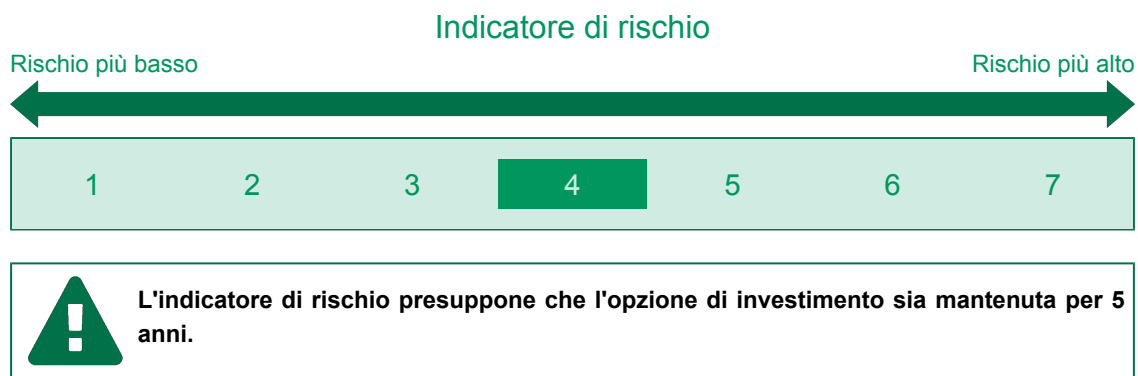 Indicatore di rischio
Rischio più basso Rischio più alto
1 2 3 4 5 6 7
L'indicatore di rischio presuppone che l'opzione di investimento sia mantenuta per 5
anni.